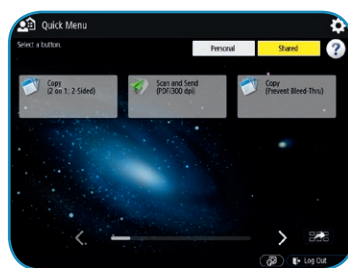 Quick Menu
Select a button.
Personal
Shared
?
Copy
(2 on 1: 2-Sided)
Scan and Send
(PDF/300 dpi)
Copy
(Prevent Bleed-Thru)
Log Out